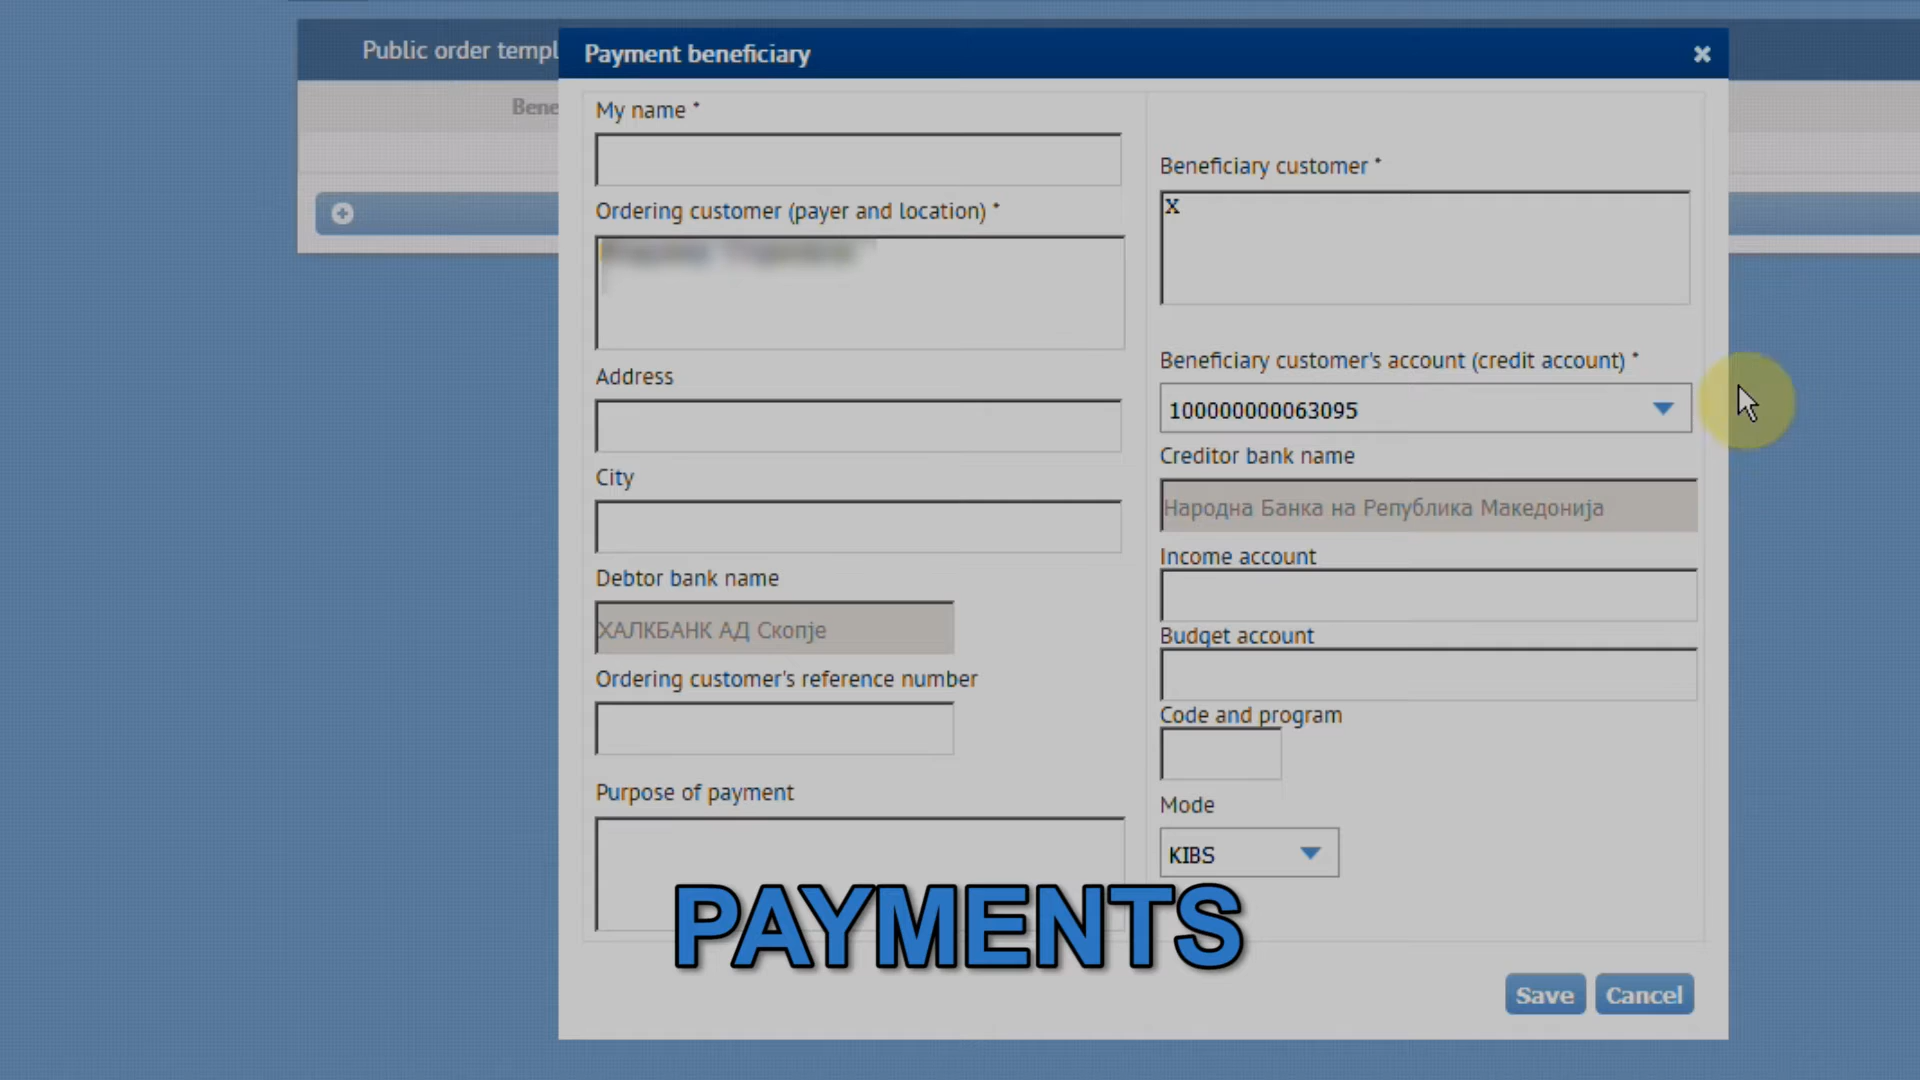 Public order templ
Payment beneficiary
Bene
My name *
Ordering customer (payer and location) *
Address
City
Debtor bank name
ХАЛКБАНК АД Скопје
Ordering customer's reference number
Purpose of payment
Beneficiary customer *
X
Beneficiary customer's account (credit account) *
100000000063095
Creditor bank name
Народна Банка на Република Македонија
Income account
Budget account
Code and program
Mode
KIBS
PAYMENTS
Save
Cancel